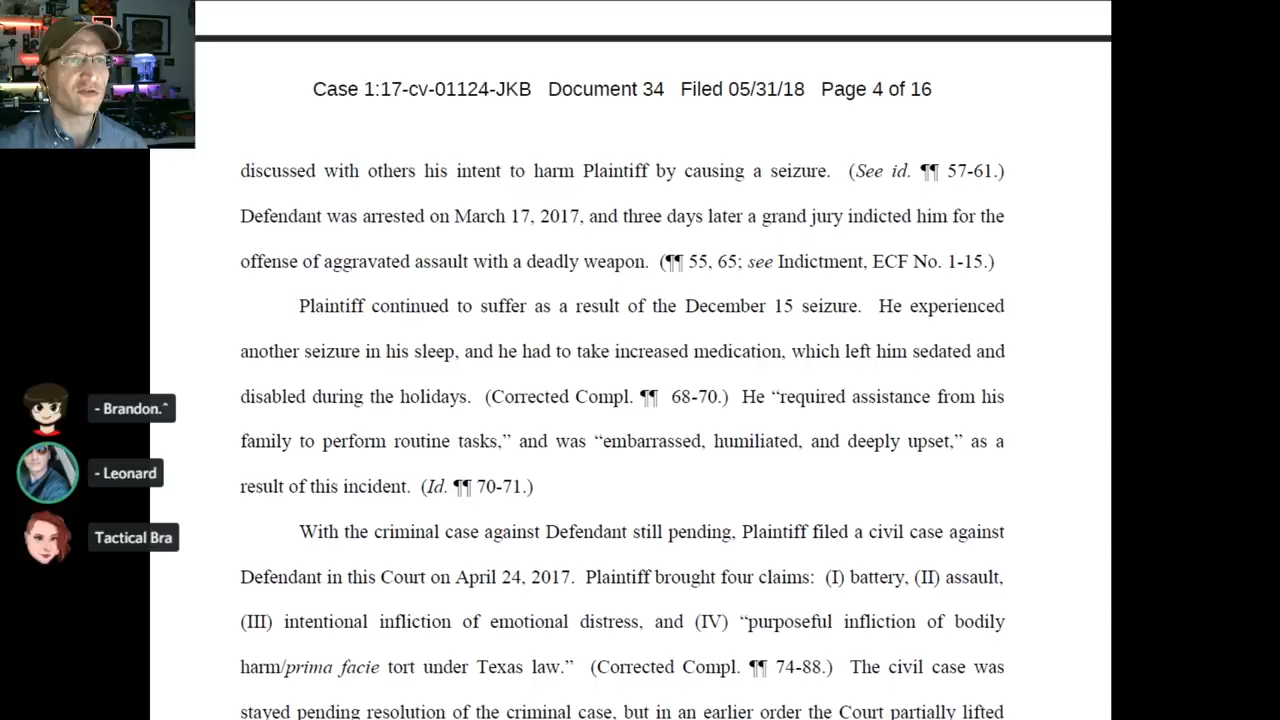 Case 1:17-cv-01124-JKB Document 34 Filed 05/31/18 Page 4 of 16
discussed with others his intent to harm Plaintiff by causing a seizure. (See id. ¶¶ 57-61.)
Defendant was arrested on March 17, 2017, and three days later a grand jury indicted him for the
offense of aggravated assault with a deadly weapon. (¶¶ 55, 65; see Indictment, ECF No. 1-15.)
Plaintiff continued to suffer as a result of the December 15 seizure. He experienced
another seizure in his sleep, and he had to take increased medication, which left him sedated and
disabled during the holidays. (Corrected Compl. ¶¶ 68-70.) He “required assistance from his
family to perform routine tasks,” and was “embarrassed, humiliated, and deeply upset,” as a
result of this incident. (Id. ¶¶ 70-71.)
With the criminal case against Defendant still pending, Plaintiff filed a civil case against
Defendant in this Court on April 24, 2017. Plaintiff brought four claims: (I) battery, (II) assault,
(III) intentional infliction of emotional distress, and (IV) “purposeful infliction of bodily
harm/prima facie tort under Texas law.” (Corrected Compl. ¶¶ 74-88.) The civil case was
stayed pending resolution of the criminal case, but in an earlier order the Court partially lifted
- Brandon.^
- Leonard
Tactical Bra